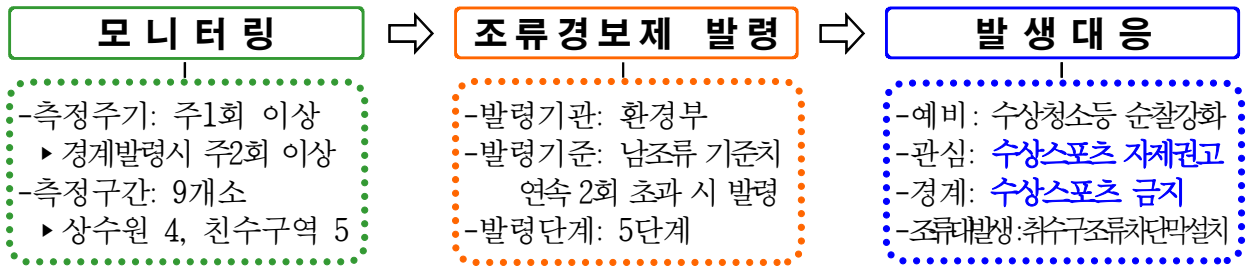 모니터링
-측정주기: 주1회 이상
▶경계발령시 주2회 이상
-측정구간: 9개소
▶상수원 4, 친수구역 5
조류경보제 발령
-발령기관: 환경부
-발령기준: 남조류 기준치
연속 2회 초과 시 발령
-발령단계: 5단계
발생대응
-예비: 수상청소등 순찰강화
-관심: 수상스포츠 자제권고
-경계: 수상스포츠 금지
-조류대발생:취수구조류차단막설치